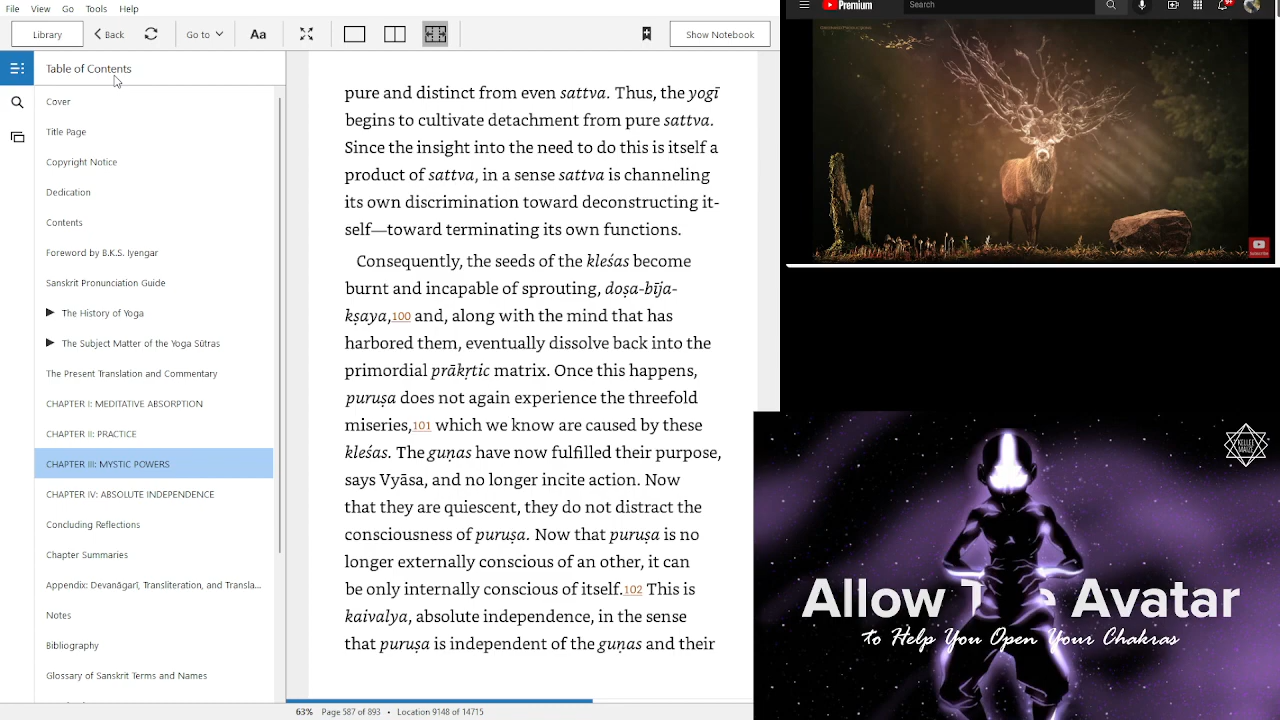 File View Go Tools Help
Library Back Go to Aa Show Notebook
Table of Contents
Cover
Title Page
Copyright Notice
Dedication
Contents
Foreword by B.K.S. Iyengar
Sanskrit Pronunciation Guide
The History of Yoga
The Subject Matter of the Yoga Sūtras
The Present Translation and Commentary
CHAPTER I: MEDITATIVE ABSORPTION
CHAPTER II: PRACTICE
CHAPTER III: MYSTIC POWERS
CHAPTER IV: ABSOLUTE INDEPENDENCE
Concluding Reflections
Chapter Summaries
Appendix: Devanāgarī, Transliteration, and Transla...
Notes
Bibliography
Glossary of Sanskrit Terms and Names
pure and distinct from even sattva. Thus, the yogī
begins to cultivate detachment from pure sattva.
Since the insight into the need to do this is itself a
product of sattva, in a sense sattva is channeling
its own discrimination toward deconstructing it-
self—toward terminating its own functions.
Consequently, the seeds of the kleśas become
burnt and incapable of sprouting, doṣa-bīja-
kṣaya,100 and, along with the mind that has
harbored them, eventually dissolve back into the
primordial prākṛtic matrix. Once this happens,
puruṣa does not again experience the threefold
miseries,101 which we know are caused by these
kleśas. The guṇas have now fulfilled their purpose,
says Vyāsa, and no longer incite action. Now
that they are quiescent, they do not distract the
consciousness of puruṣa. Now that puruṣa is no
longer externally conscious of an other, it can
be only internally conscious of itself.102 This is
kaivalya, absolute independence, in the sense
that puruṣa is independent of the guṇas and their
63% Page 587 of 893 • Location 9148 of 14715
Premium Search 9+
Subscribe
Allow The Avatar
to Help You Open Your Chakras